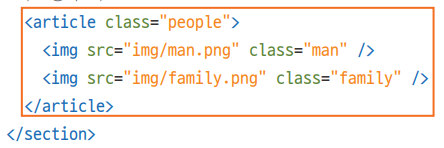 <article class="people">
<img src="img/man.png" class="man" />
<img src="img/family.png" class="family" />
</article>
</section>